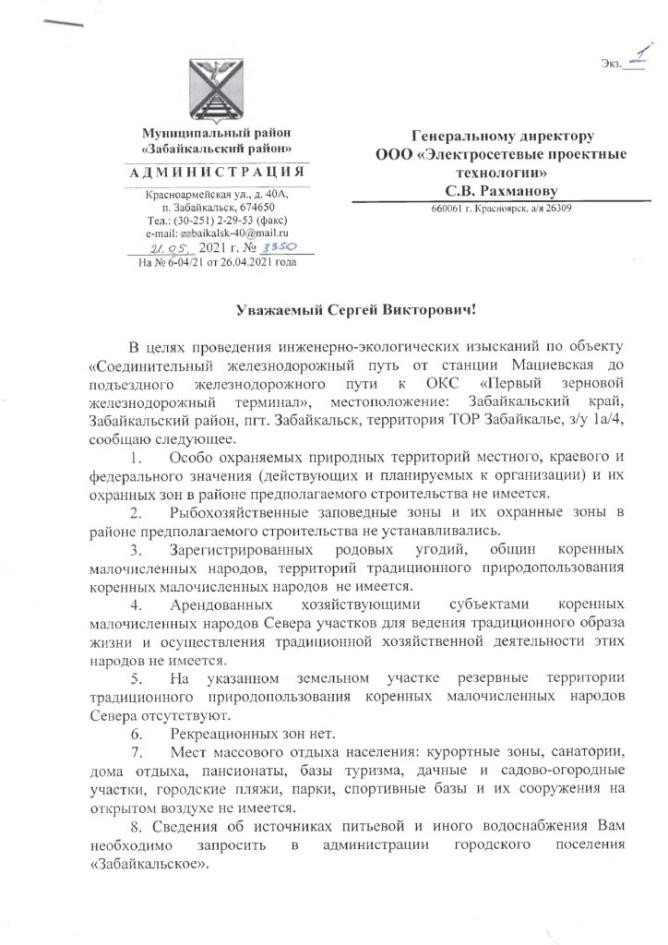 Экз. 1
Муниципальный район
«Забайкальский район»
АДМИНИСТРАЦИЯ
Красноармейская ул., д. 40А,
п. Забайкальск, 674650
Тел.: (30-251) 2-29-53 (факс)
e-mail: zabaikalsk-40@mail.ru
21.05. 2021 г. № 3350
На № 6-04/21 от 26.04.2021 года
Генеральному директору
ООО «Электросетевые проектные
технологии»
С.В. Рахманову
660061 г. Красноярск, а/я 26309
Уважаемый Сергей Викторович!
В целях проведения инженерно-экологических изысканий по объекту
«Соединительный железнодорожный путь от станции Мациевская до
подъездного железнодорожного пути к ОКС «Первый зерновой
железнодорожный терминал», местоположение: Забайкальский край,
Забайкальский район, пгт. Забайкальск, территория ТОР Забайкалье, з/у 1а/4,
сообщаю следующее.
1. Особо охраняемых природных территорий местного, краевого и
федерального значения (действующих и планируемых к организации) и их
охранных зон в районе предполагаемого строительства не имеется.
2. Рыбохозяйственные заповедные зоны и их охранные зоны в
районе предполагаемого строительства не устанавливались.
3. Зарегистрированных родовых угодий, общин коренных
малочисленных народов, территорий традиционного природопользования
коренных малочисленных народов не имеется.
4. Арендованных хозяйствующими субъектами коренных
малочисленных народов Севера участков для ведения традиционного образа
жизни и осуществления традиционной хозяйственной деятельности этих
народов не имеется.
5. На указанном земельном участке резервные территории
традиционного природопользования коренных малочисленных народов
Севера отсутствуют.
6. Рекреационных зон нет.
7. Мест массового отдыха населения: курортные зоны, санатории,
дома отдыха, пансионаты, базы туризма, дачные и садово-огородные
участки, городские пляжи, парки, спортивные базы и их сооружения на
открытом воздухе не имеется.
8. Сведения об источниках питьевой и иного водоснабжения Вам
необходимо запросить в администрации городского поселения
«Забайкальское».